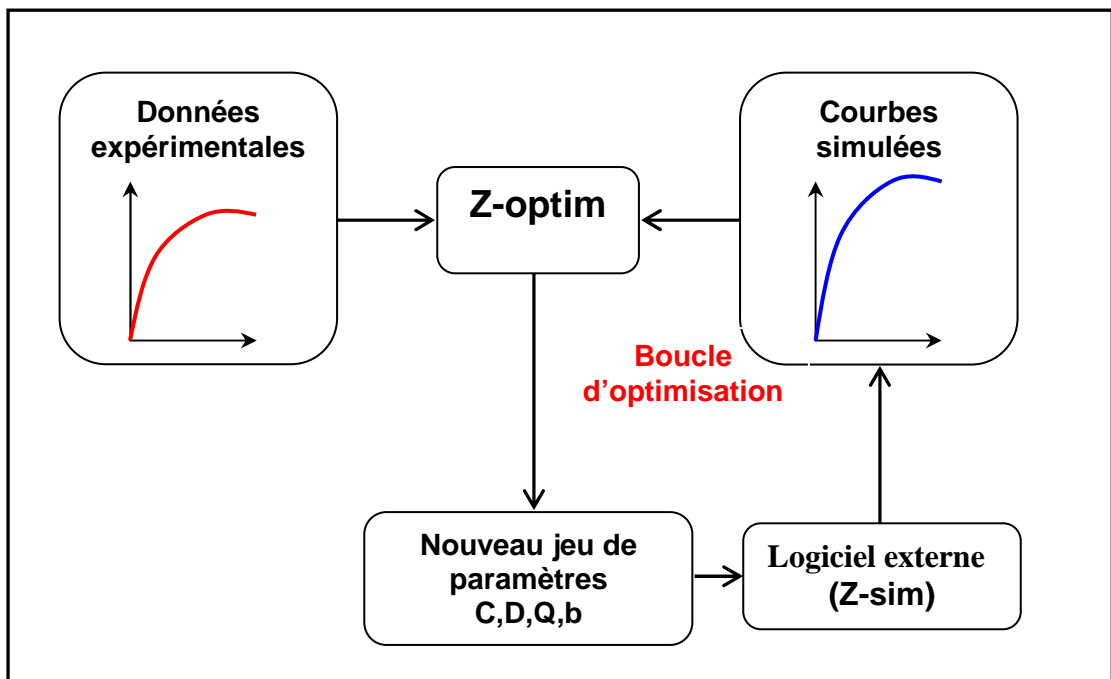 Données
expérimentales
Z-optim
Courbes
simulées
Boucle
d’optimisation
Nouveau jeu de
paramètres
C,D,Q,b
Logiciel externe
(Z-sim)